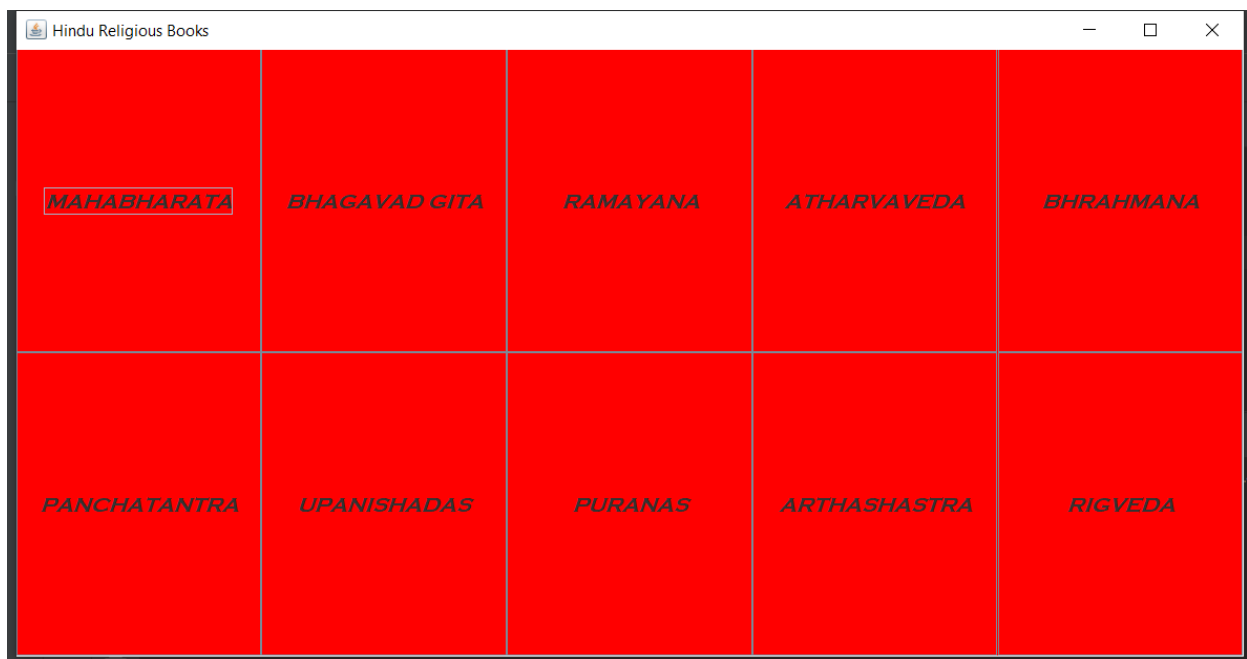 Hindu Religious Books
MAHABHARATA BHAGAVAD GITA RAMAYANA ATHARVAVEDA BHRAHMANA
PANCHATANTRA UPANISHADAS PURANAS ARTHASHASTRA RIGVEDA